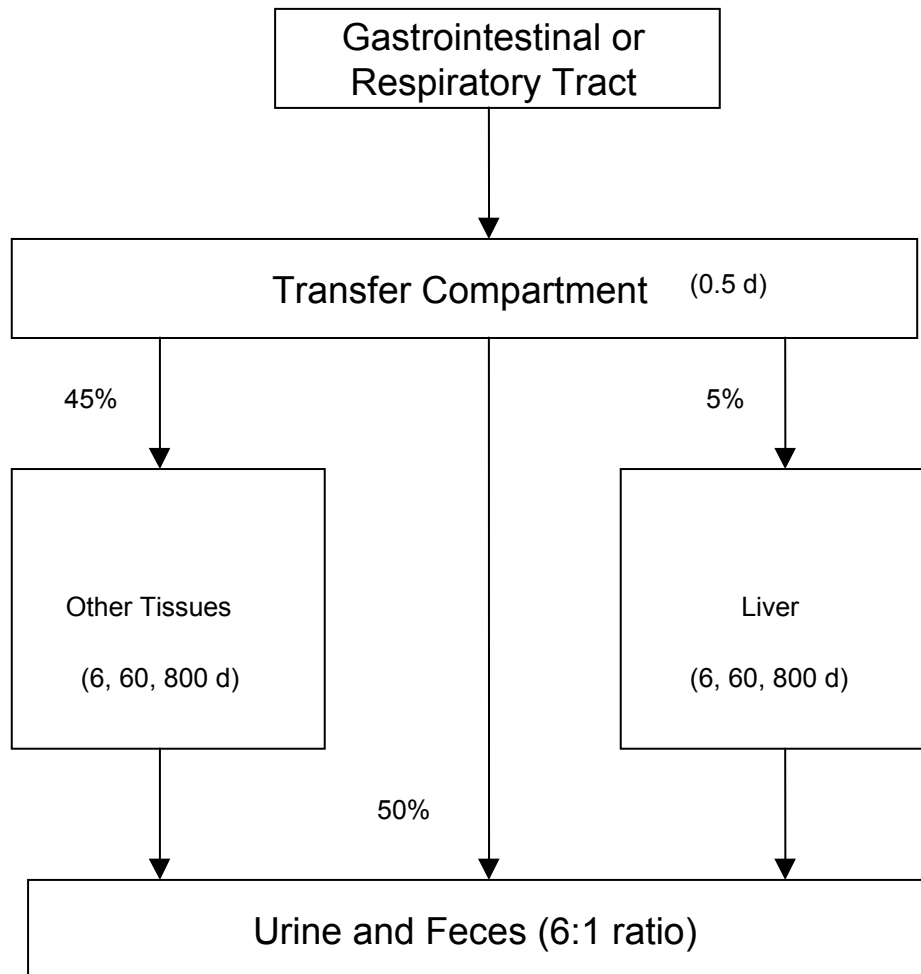 Gastrointestinal or
Respiratory Tract
Transfer Compartment (0.5 d)
45%
5%
Other Tissues
(6, 60, 800 d)
Liver
(6, 60, 800 d)
50%
Urine and Feces (6:1 ratio)